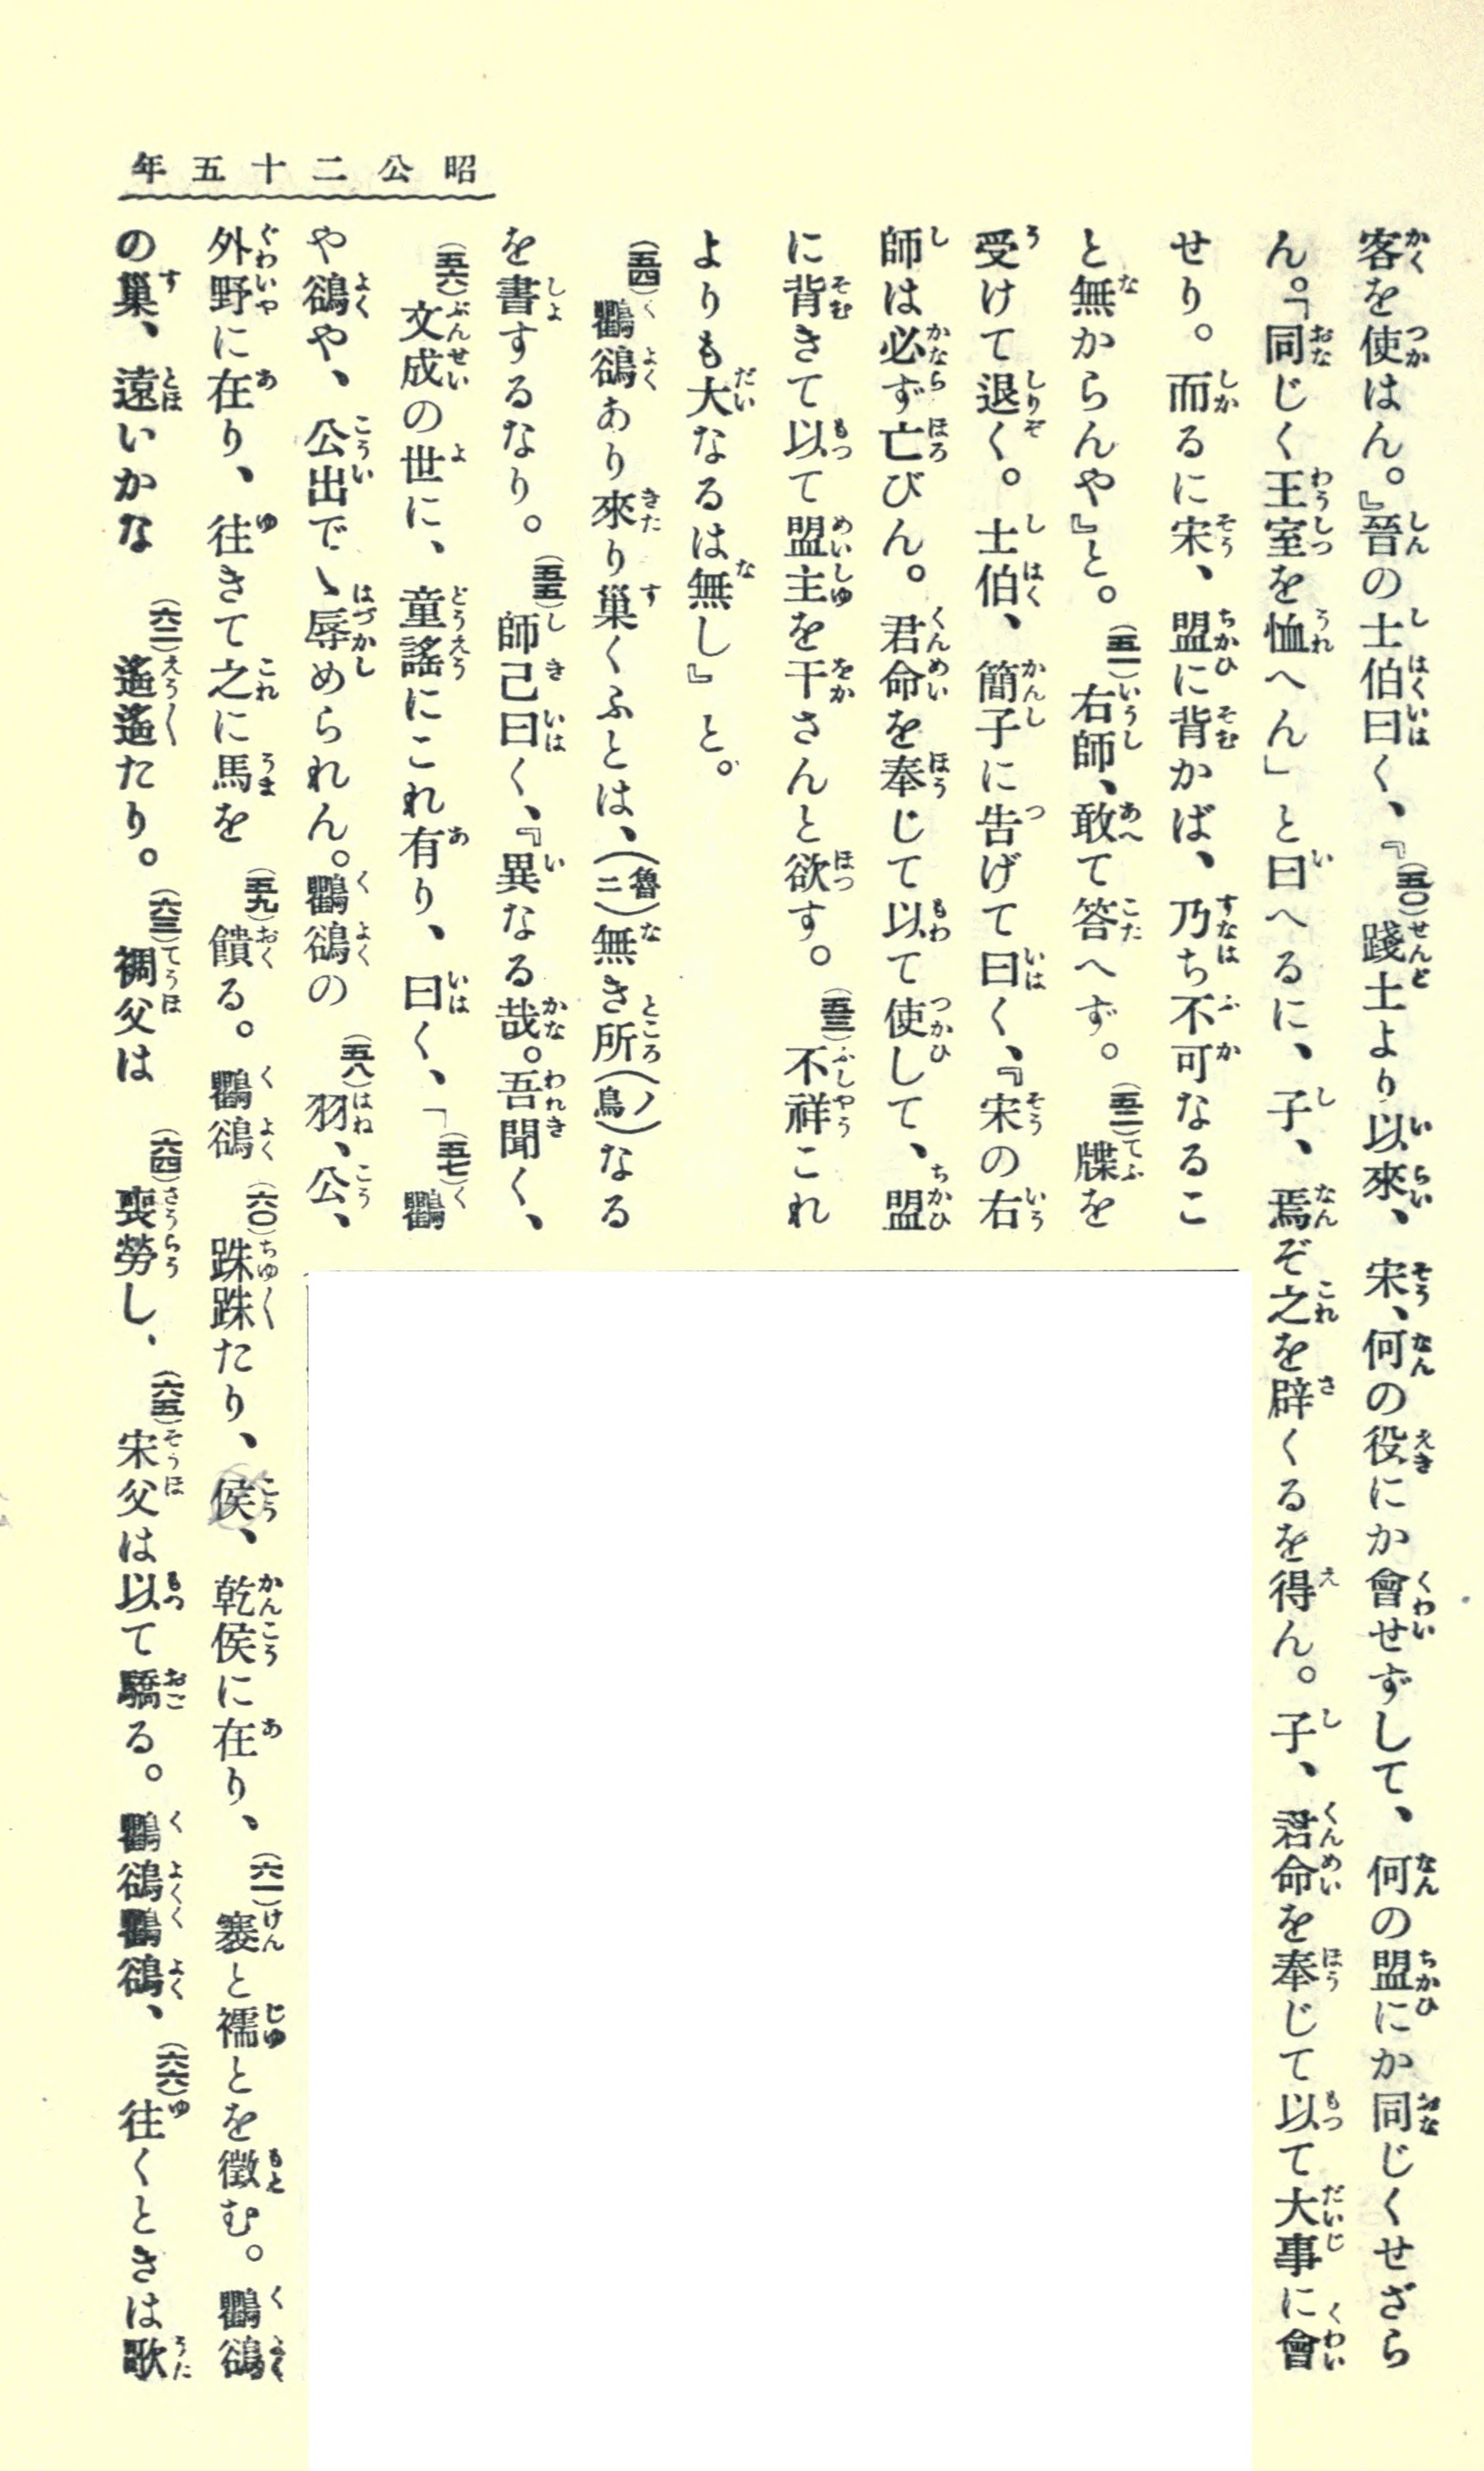 昭公二十五年
客を使はん。』晉の士伯曰く、『(五〇)踐土より以來、宋、何の役にか會せずして、何の盟にか同じくせざら
ん。「同じく王室を恤へん」と曰へるに、子、焉ぞ之を辟くるを得ん。子、君命を奉じて以て大事に會
せり。而るに宋、盟に背かば、乃ち不可なるこ
と無からんや』と。(五一)右師、敢て答へず。(五二)牒を
受けて退く。士伯、簡子に告げて曰く、『宋の右
師は必ず亡びん。君命を奉じて以て使して、盟
に背きて以て盟主を干さんと欲す。(五三)不祥これ
よりも大なるは無し』と。
(五四)鸜鵒あり來り巢くふとは、(魯ニ)無き所(ノ鳥)なる
を書するなり。(五五)師己曰く、『異なる哉。吾聞く、
(五六)文成の世に、童謠にこれ有り、曰く、「(五七)鸜
や鵒や、公出でゝ辱められん。鸜鵒の(五八)羽、公、
外野に在り、往きて之に馬を(五九)饋る。鸜鵒(六〇)跦跦たり、侯、乾侯に在り、(六一)褰と襦とを徵む。鸜鵒
の巢、遠いかな(六二)遙遙たり。(六三)裯父は(六四)喪勞し、(六五)宋父は以て驕る。鸜鵒鸜鵒、(六六)往くときは歌